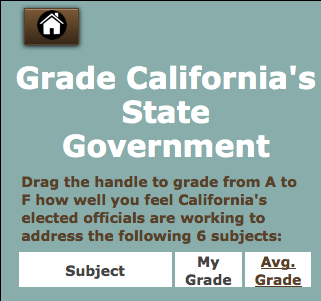 Grade California's
State
Government
Drag the handle to grade from A to
F how well you feel California's
elected officials are working to
address the following 6 subjects:
Subject
My
Grade
Avg.
Grade